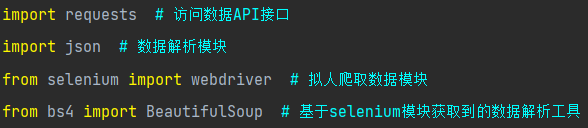 import requests  # 访问数据API接口
import json  # 数据解析模块
from selenium import webdriver  # 拟人爬取数据模块
from bs4 import BeautifulSoup  # 基于selenium模块获取到的数据解析工具